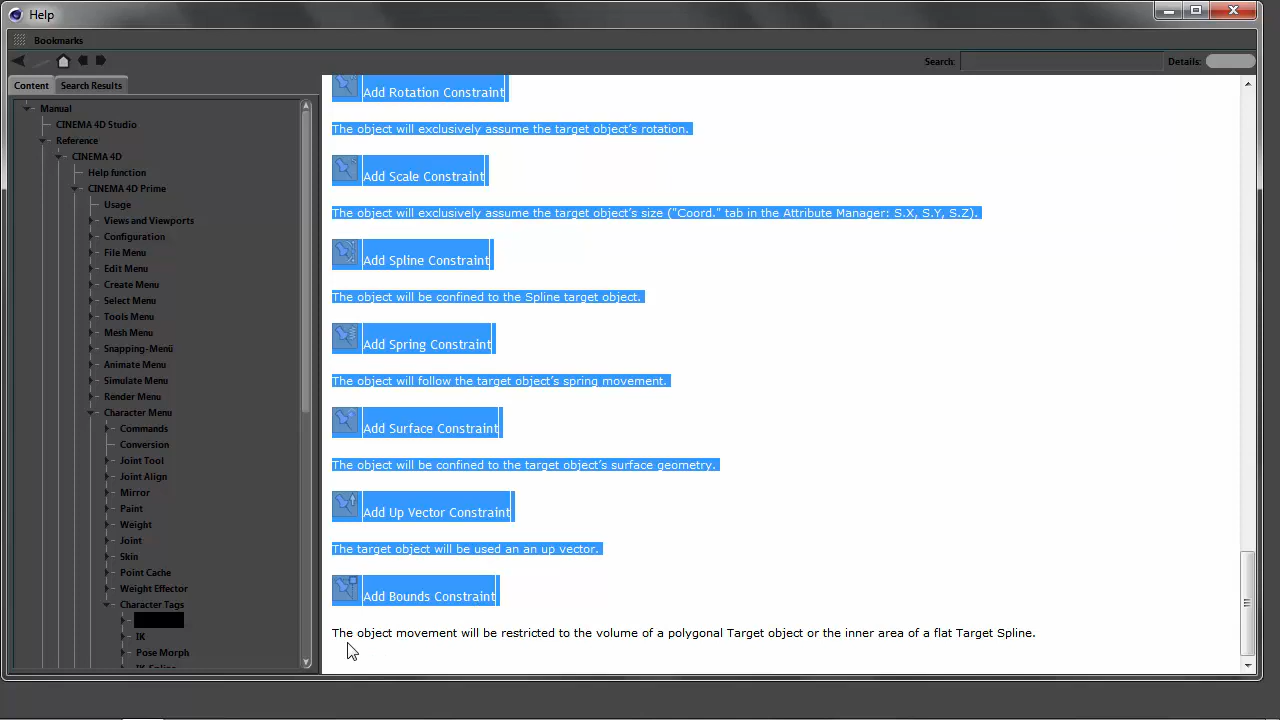 Help
Bookmarks
Search:
Details:
Content
Search Results
Manual
CINEMA 4D Studio
Reference
CINEMA 4D
Help function
CINEMA 4D Prime
Usage
Views and Viewports
Configuration
File Menu
Edit Menu
Create Menu
Select Menu
Tools Menu
Mesh Menu
Snapping-Menü
Animate Menu
Simulate Menu
Render Menu
Character Menu
Commands
Conversion
Joint Tool
Joint Align
Mirror
Paint
Weight
Joint
Skin
Point Cache
Weight Effector
Character Tags
IK
Pose Morph
IK-Spline
Add Rotation Constraint
The object will exclusively assume the target object's rotation.
Add Scale Constraint
The object will exclusively assume the target object's size ("Coord." tab in the Attribute Manager: S.X, S.Y, S.Z).
Add Spline Constraint
The object will be confined to the Spline target object.
Add Spring Constraint
The object will follow the target object's spring movement.
Add Surface Constraint
The object will be confined to the target object's surface geometry.
Add Up Vector Constraint
The target object will be used an an up vector.
Add Bounds Constraint
The object movement will be restricted to the volume of a polygonal Target object or the inner area of a flat Target Spline.